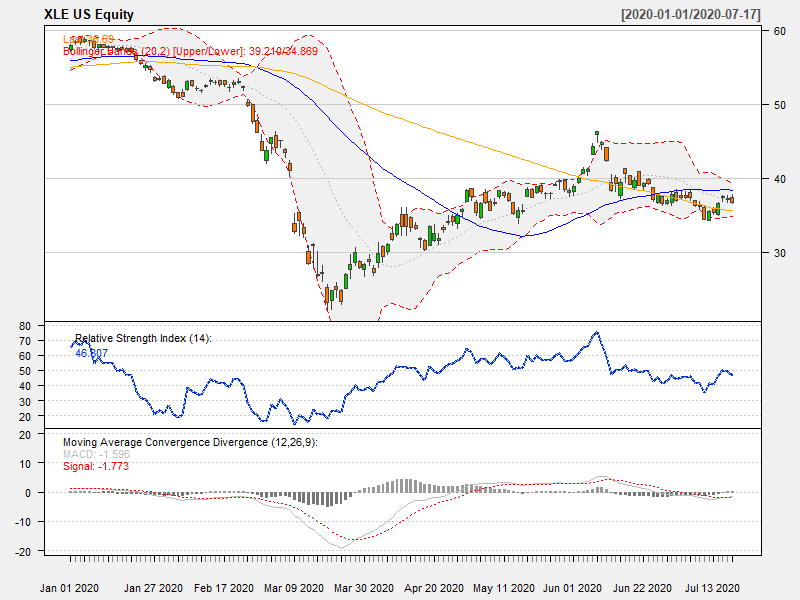 XLE US Equity [2020-01-01/2020-07-17]
Bollinger Bands (20,2) [Upper/Lower]: 39.210/34.869
60
50
40
30
Relative Strength Index (14):
46.807
80
70
60
50
40
30
20
Moving Average Convergence Divergence (12,26,9):
MACD: -1.596
Signal: -1.773
20
10
0
-10
-20
Jan 01 2020 Jan 27 2020 Feb 17 2020 Mar 09 2020 Mar 30 2020 Apr 20 2020 May 11 2020 Jun 01 2020 Jun 22 2020 Jul 13 2020